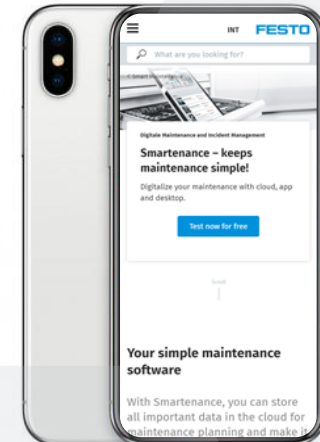 INT FESTO
What are you looking for?
Digitale Maintenance and Incident Management
Smartenance – keeps
maintenance simple!
Digitalize your maintenance with cloud, app
and desktop.
Test now for free
Scroll
Your simple maintenance
software
With Smartenance, you can store
all important data in the cloud for
maintenance planning and make it